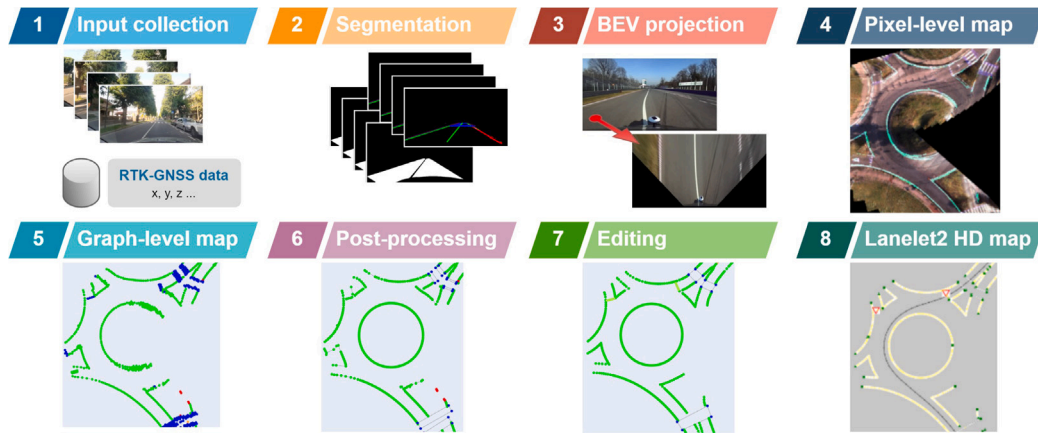 1 Input collection
2 Segmentation
3 BEV projection
4 Pixel-level map
RTK-GNSS data
x, y, z ...
5 Graph-level map
6 Post-processing
7 Editing
8 Lanelet2 HD map